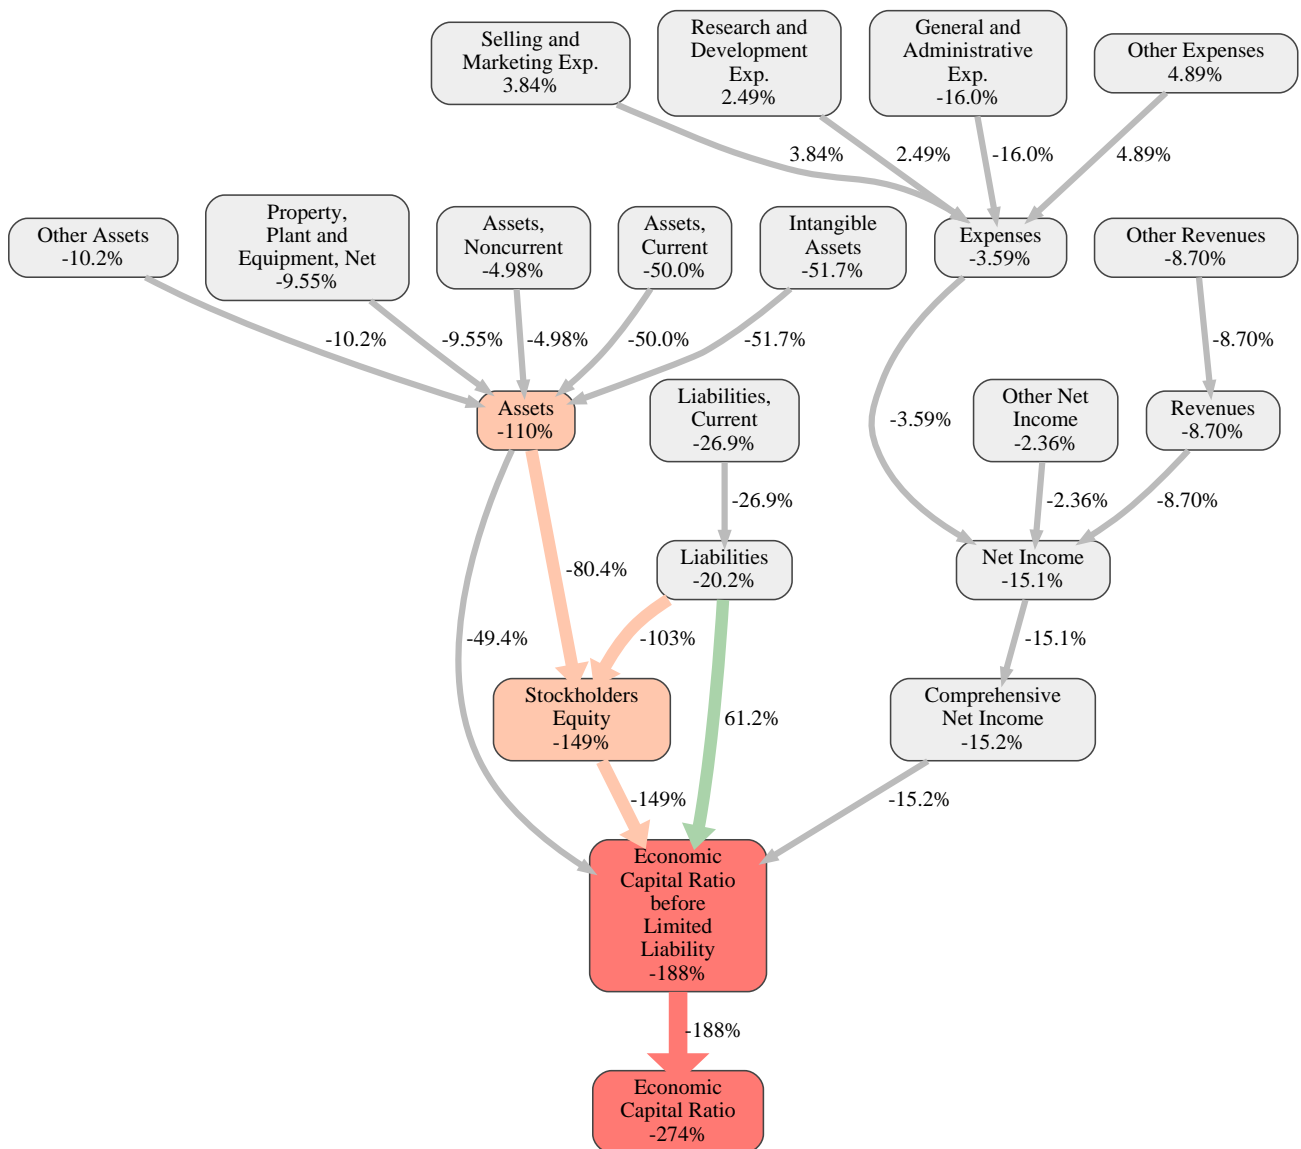 Selling and
Marketing Exp.
3.84%
Research and
Development
Exp.
2.49%
General and
Administrative
Exp.
-16.0%
Other Expenses
4.89%
3.84%
2.49%
-16.0%
4.89%
Other Assets
-10.2%
Property,
Plant and
Equipment, Net
-9.55%
Assets,
Noncurrent
-4.98%
Assets,
Current
-50.0%
Intangible
Assets
-51.7%
Expenses
-3.59%
Other Revenues
-8.70%
-10.2%
-9.55%
-4.98%
-50.0%
-51.7%
-8.70%
Assets
-110%
Liabilities,
Current
-26.9%
-3.59%
Other Net
Income
-2.36%
Revenues
-8.70%
-26.9%
-2.36%
-8.70%
-80.4%
Liabilities
-20.2%
Net Income
-15.1%
-49.4%
-103%
-15.1%
Stockholders
Equity
-149%
61.2%
Comprehensive
Net Income
-15.2%
-149%
-15.2%
Economic
Capital Ratio
before
Limited
Liability
-188%
-188%
Economic
Capital Ratio
-274%